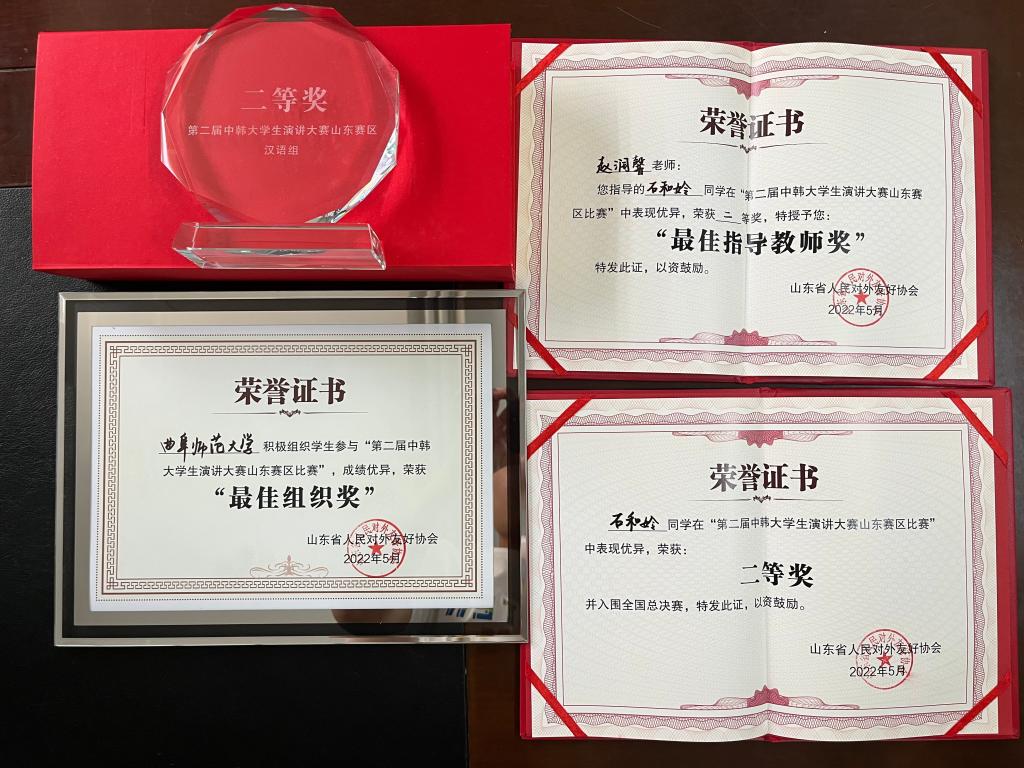 二等奖
第二届中韩大学生演讲大赛山东赛区
汉语组
荣誉证书
赵润馨 老师：
您指导的 石和姈 同学在“第二届中韩大学生演讲大赛山东赛
区比赛”中表现优异，荣获 二 等奖，特授予您：
“最佳指导教师奖”
特发此证，以资鼓励。
山东省人民对外友好协会
2022年5月
荣誉证书
曲阜师范大学 积极组织学生参与“第二届中韩
大学生演讲大赛山东赛区比赛”，成绩优异，荣获
“最佳组织奖”
山东省人民对外友好协会
2022年5月
荣誉证书
石和姈 同学在“第二届中韩大学生演讲大赛山东赛区比赛”
中表现优异，荣获：
二等奖
并入围全国总决赛，特发此证，以资鼓励。
山东省人民对外友好协会
2022年5月